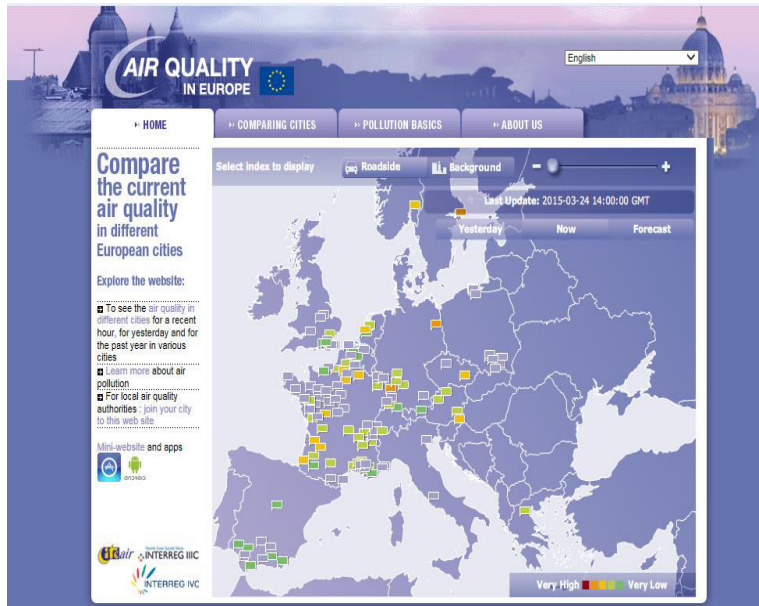 AIR QUALITY
IN EUROPE
English
HOME
COMPARING CITIES
POLLUTION BASICS
ABOUT US
Compare
the current
air quality
in different
European cities
Explore the website:
To see the air quality in
different cities for a recent
hour, for yesterday and for
the past year in various
cities
Learn more about air
pollution
For local air quality
authorities : join your city
to this web site
Mini-website and apps
ANDROID
INTERREG IIIC
INTERREG IVC
Select index to display
Roadside
Background
- +
Last Update: 2015-03-24 14:00:00 GMT
Yesterday
Now
Forecast
Very High
Very Low